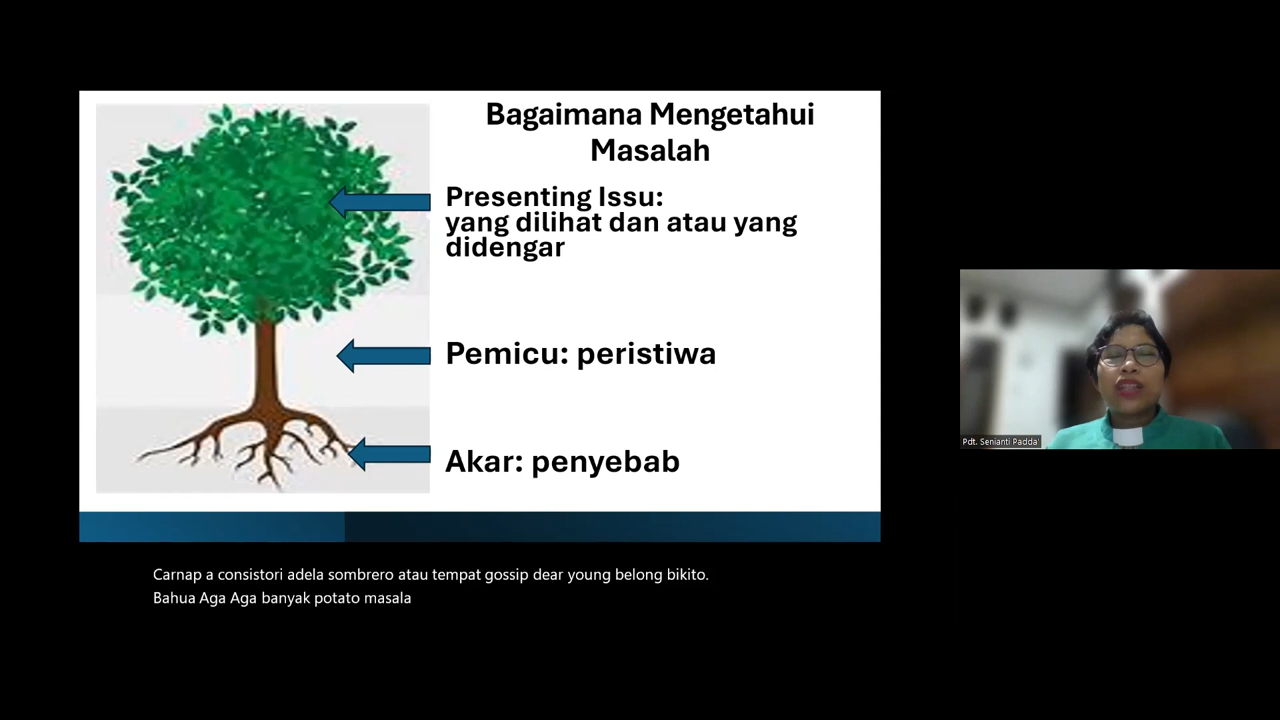 Bagaimana Mengetahui
Masalah
Presenting Issu:
yang dilihat dan atau yang
didengar
Pemicu: peristiwa
Akar: penyebab
Pdt. Senianti Padda'
Carnap a consistori adela sombrero atau tempat gossip dear young belong bikito.
Bahua Aga Aga banyak potato masala